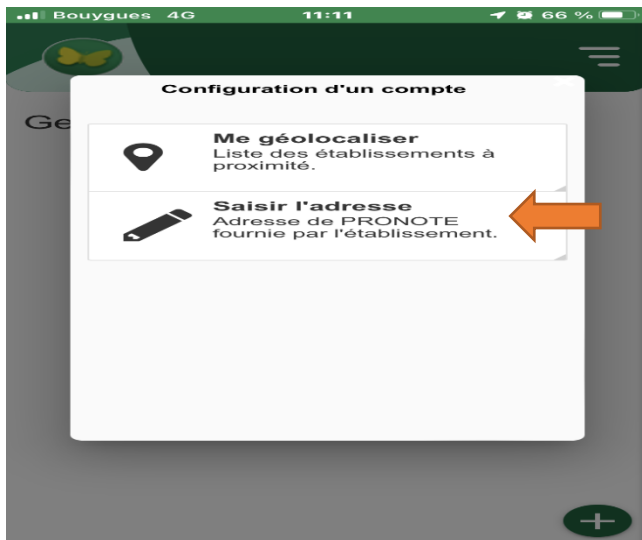 Bouygues 4G 11:11 66 %
Configuration d'un compte
Ge
Me géolocaliser
Liste des établissements à
proximité.
Saisir l'adresse
Adresse de PRONOTE
fournie par l'établissement.